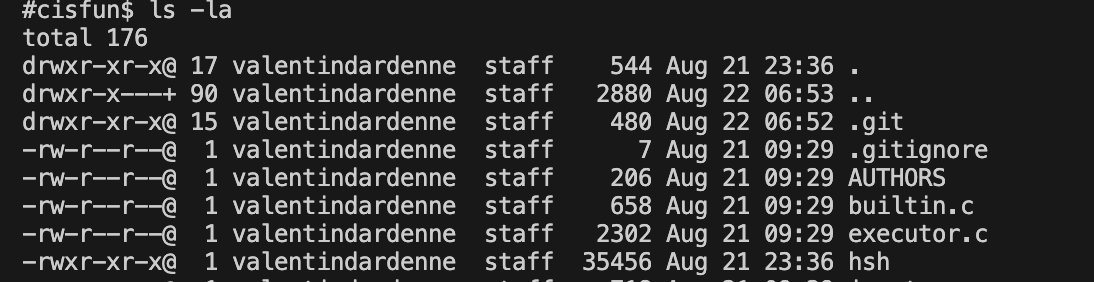 #cisfun$ ls -la
total 176
drwxr-xr-x@ 17 valentindardenne  staff    544 Aug 21 23:36 .
drwxr-x---+ 90 valentindardenne  staff   2880 Aug 22 06:53 ..
drwxr-xr-x@ 15 valentindardenne  staff    480 Aug 22 06:52 .git
-rw-r--r--@  1 valentindardenne  staff      7 Aug 21 09:29 .gitignore
-rw-r--r--@  1 valentindardenne  staff    206 Aug 21 09:29 AUTHORS
-rw-r--r--@  1 valentindardenne  staff    658 Aug 21 09:29 builtin.c
-rw-r--r--@  1 valentindardenne  staff   2302 Aug 21 09:29 executor.c
-rwxr-xr-x@  1 valentindardenne  staff  35456 Aug 21 23:36 hsh